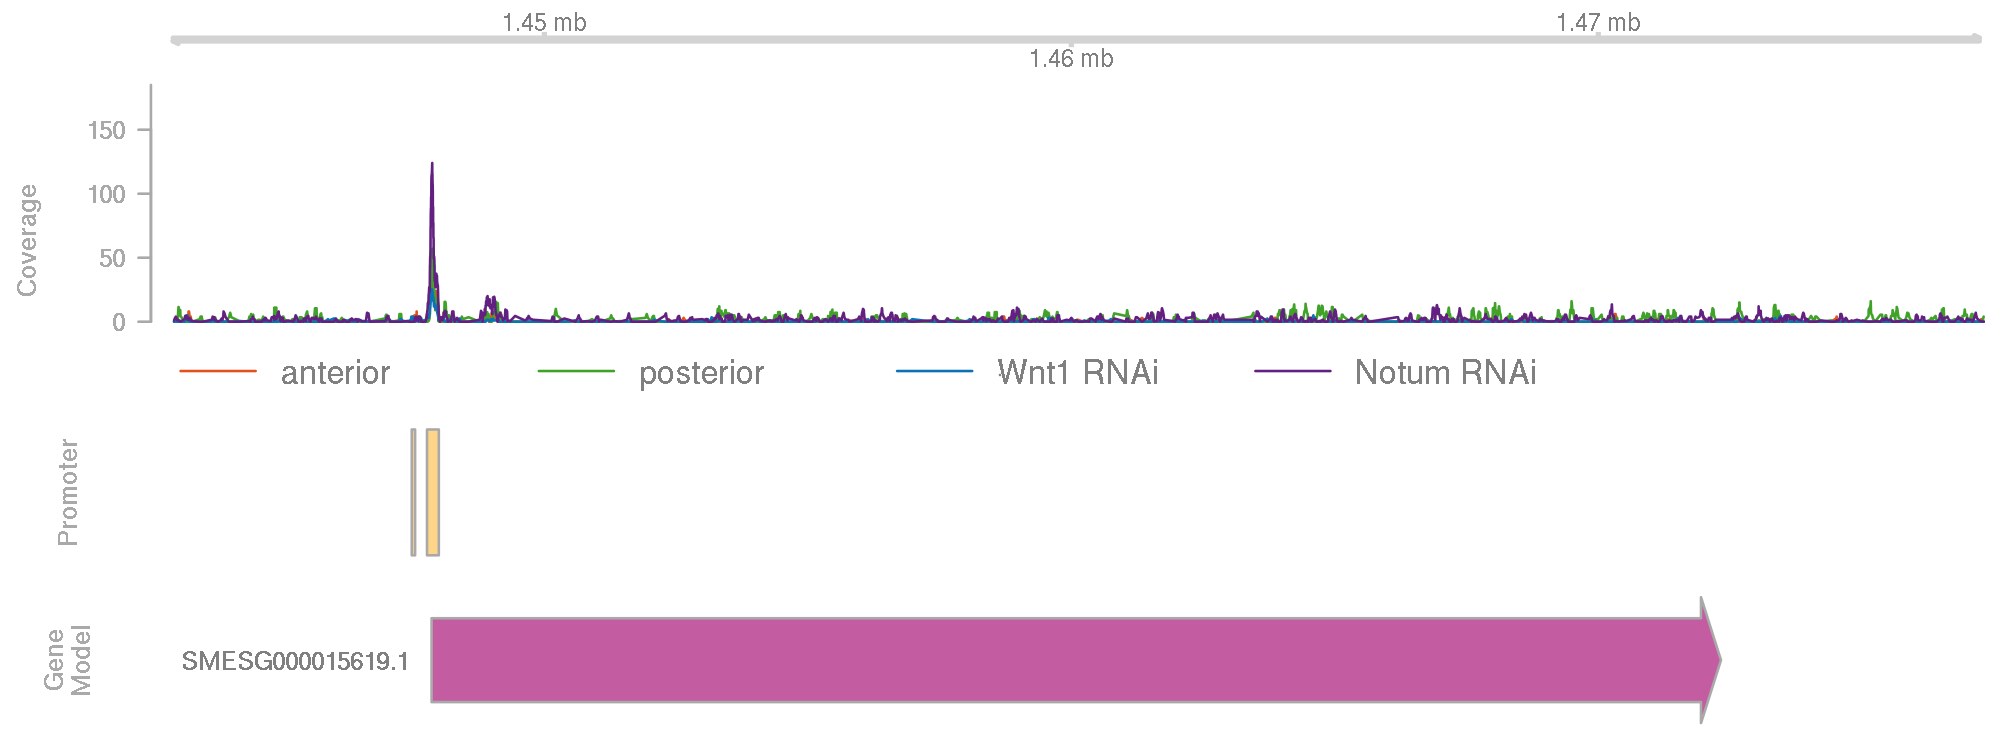 1.45 mb
1.47 mb
1.46 mb
Coverage
150
100
50
0
anterior
posterior
Wnt1 RNAi
Notum RNAi
Promoter
Gene
Model
SMESG000015619.1